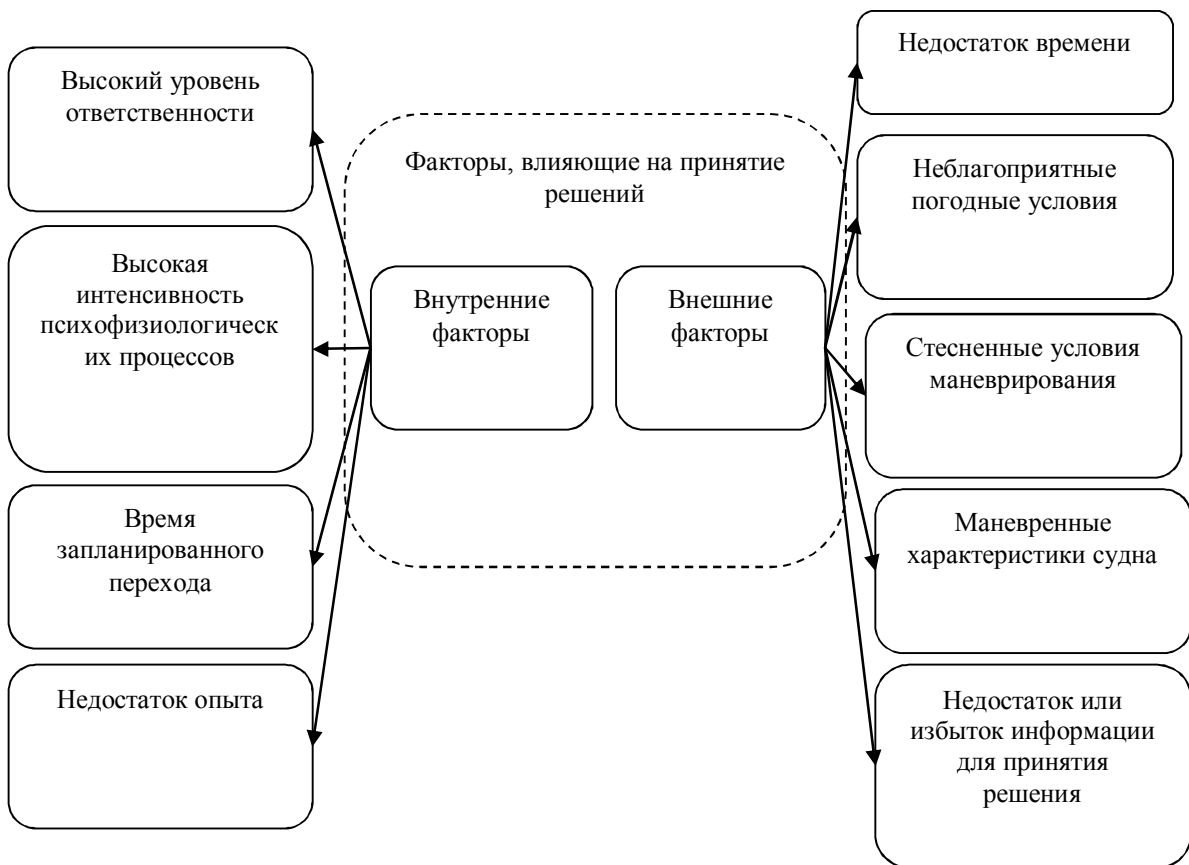 Высокий уровень
ответственности
Высокая
интенсивность
психофизиологическ
их процессов
Время
запланированного
перехода
Недостаток опыта
Факторы, влияющие на принятие
решений
Внутренние
факторы
Внешние
факторы
Недостаток времени
Неблагоприятные
погодные условия
Стесненные условия
маневрирования
Маневренные
характеристики судна
Недостаток или
избыток информации
для принятия
решения